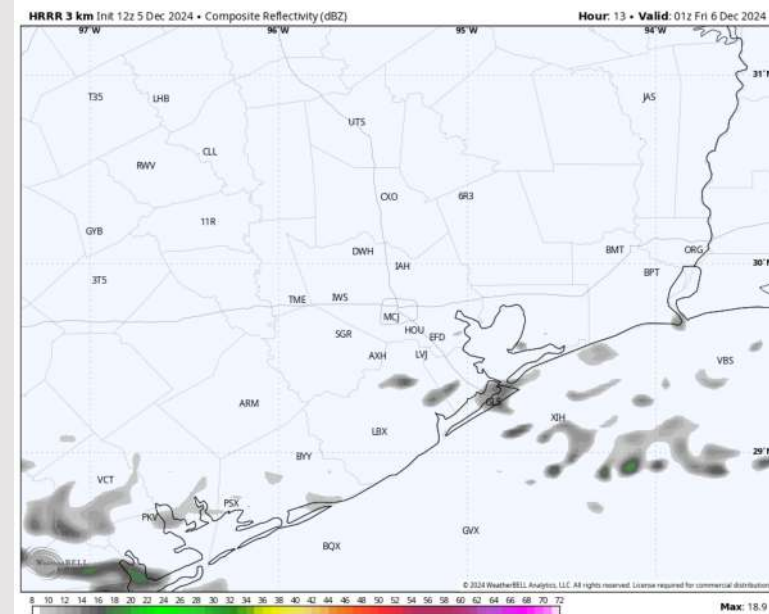 HRRR 3 km Init 12z 5 Dec 2024 • Composite Reflectivity (dBZ)
Hour: 13 • Valid: 01z Fri 6 Dec 2024
97°W 96°W 95°W 94°W
31°N
T35 LHB JAS
UTS
CLL
RWV
CXO 6R3
11R
GYB
DWH BMT ORG
IAH 30°N
3T5 BPT
TME IWS
MCJ
SGR HOU EFD
AXH LVJ
VBS
ARM GLS
XIH
LBX
BYY 29°N
VCT
PSX
PKV
BQX GVX
WeatherBELL
© 2024 WeatherBELL Analytics, LLC. All rights reserved. License required for commercial distribution
8 10 12 14 16 18 20 22 24 26 28 30 32 34 36 38 40 42 44 46 48 50 52 54 56 58 60 62 64 66 68 70 72
Max: 18.